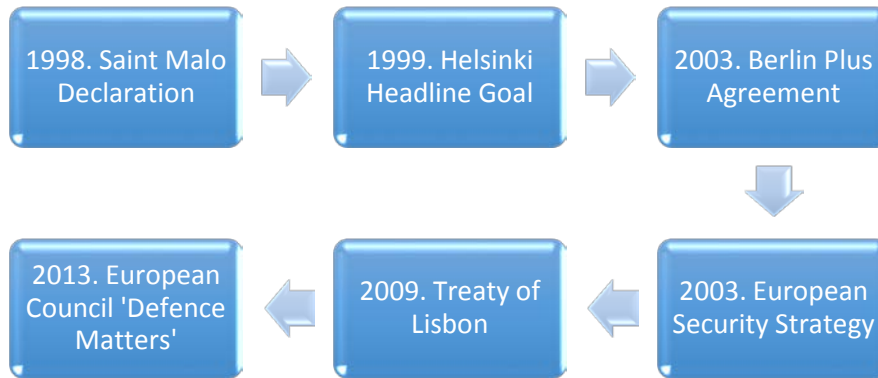 1998. Saint Malo
Declaration
1999. Helsinki
Headline Goal
2003. Berlin Plus
Agreement
2003. European
Security Strategy
2009. Treaty of
Lisbon
2013. European
Council 'Defence
Matters'